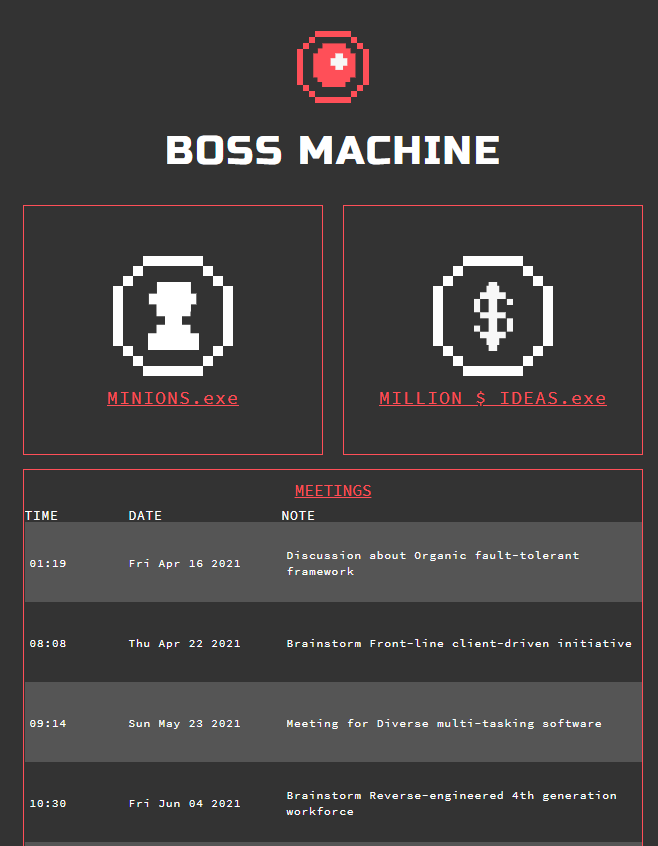 BOSS MACHINE
MINIONS.exe
MILLION $ IDEAS.exe
MEETINGS
TIME DATE NOTE
01:19 Fri Apr 16 2021 Discussion about Organic fault-tolerant
framework
08:08 Thu Apr 22 2021 Brainstorm Front-line client-driven initiative
09:14 Sun May 23 2021 Meeting for Diverse multi-tasking software
10:30 Fri Jun 04 2021 Brainstorm Reverse-engineered 4th generation
workforce